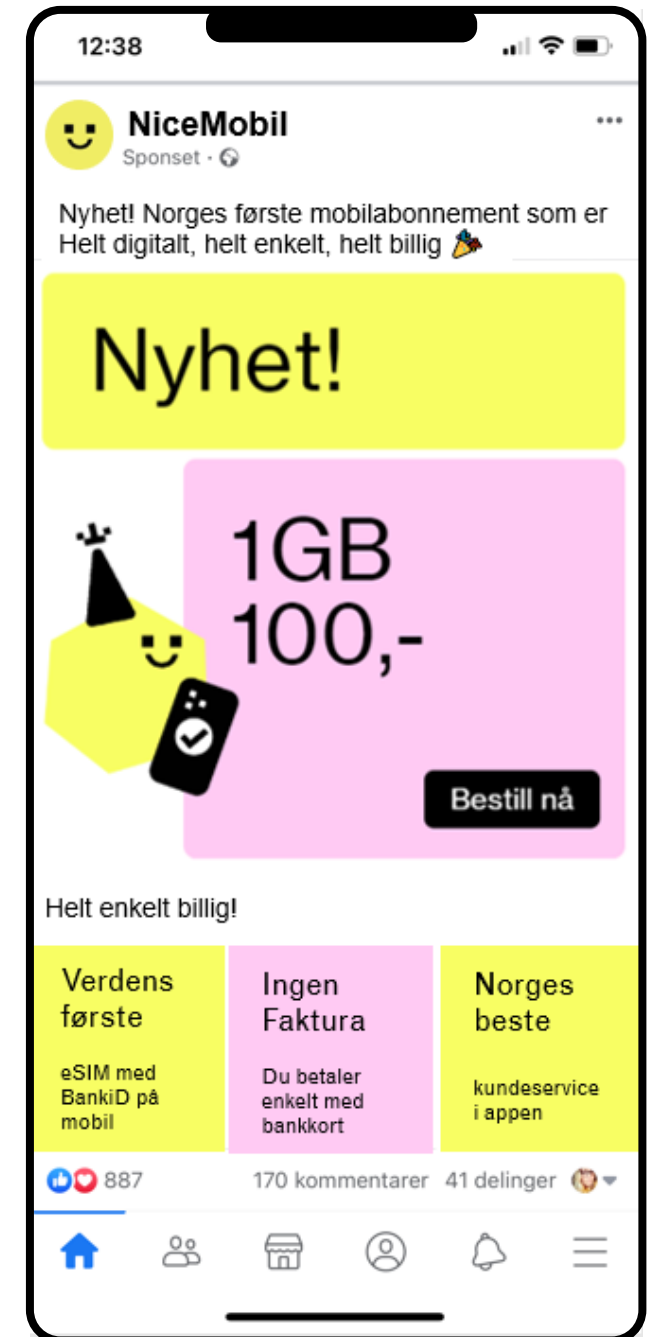 12:38
NiceMobil
Sponset ·
Nyhet! Norges første mobilabonnement som er
Helt digitalt, helt enkelt, helt billig 🎉
Nyhet!
1GB
100,-
Bestill nå
Helt enkelt billig!
Verdens
første
eSIM med
BankiD på
mobil
Ingen
Faktura
Du betaler
enkelt med
bankkort
Norges
beste
kundeservice
i appen
887
170 kommentarer 41 delinger